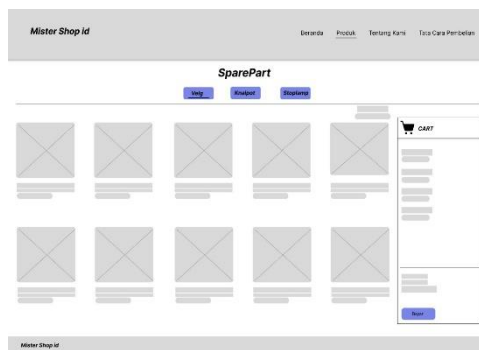 Mister Shop id
Beranda Produk Tentang Kami Tata Cara Pembelian
SparePart
Velg Knalpot Stoplamp
CART
Mister Shop id